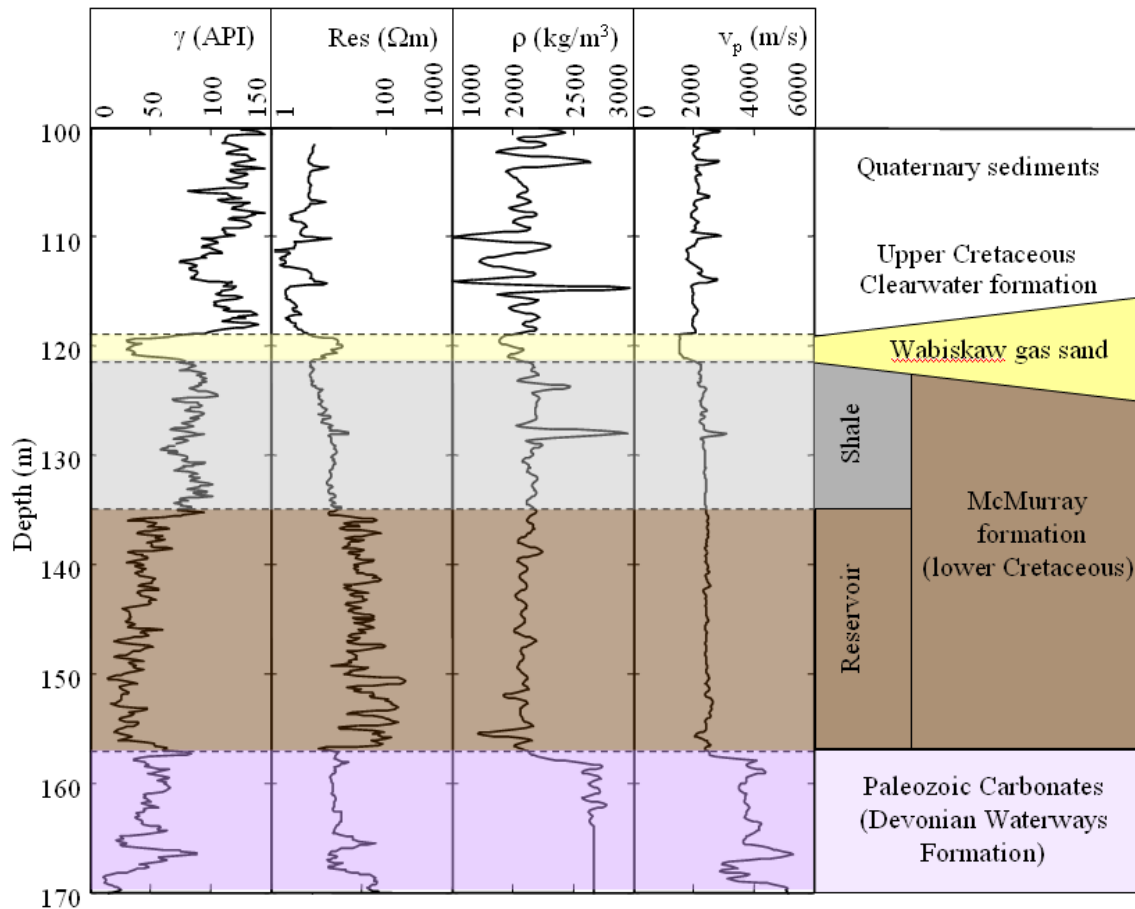 γ (API)
Res (Ωm)
ρ (kg/m³)
vₚ (m/s)
0
50
100
150
1
100
1000
1000
2000
2500
3000
0
2000
4000
6000
100
110
120
130
140
150
160
170
Depth (m)
Quaternary sediments
Upper Cretaceous
Clearwater formation
Wabiskaw gas sand
Shale
McMurray
formation
(lower Cretaceous)
Reservoir
Paleozoic Carbonates
(Devonian Waterways
Formation)